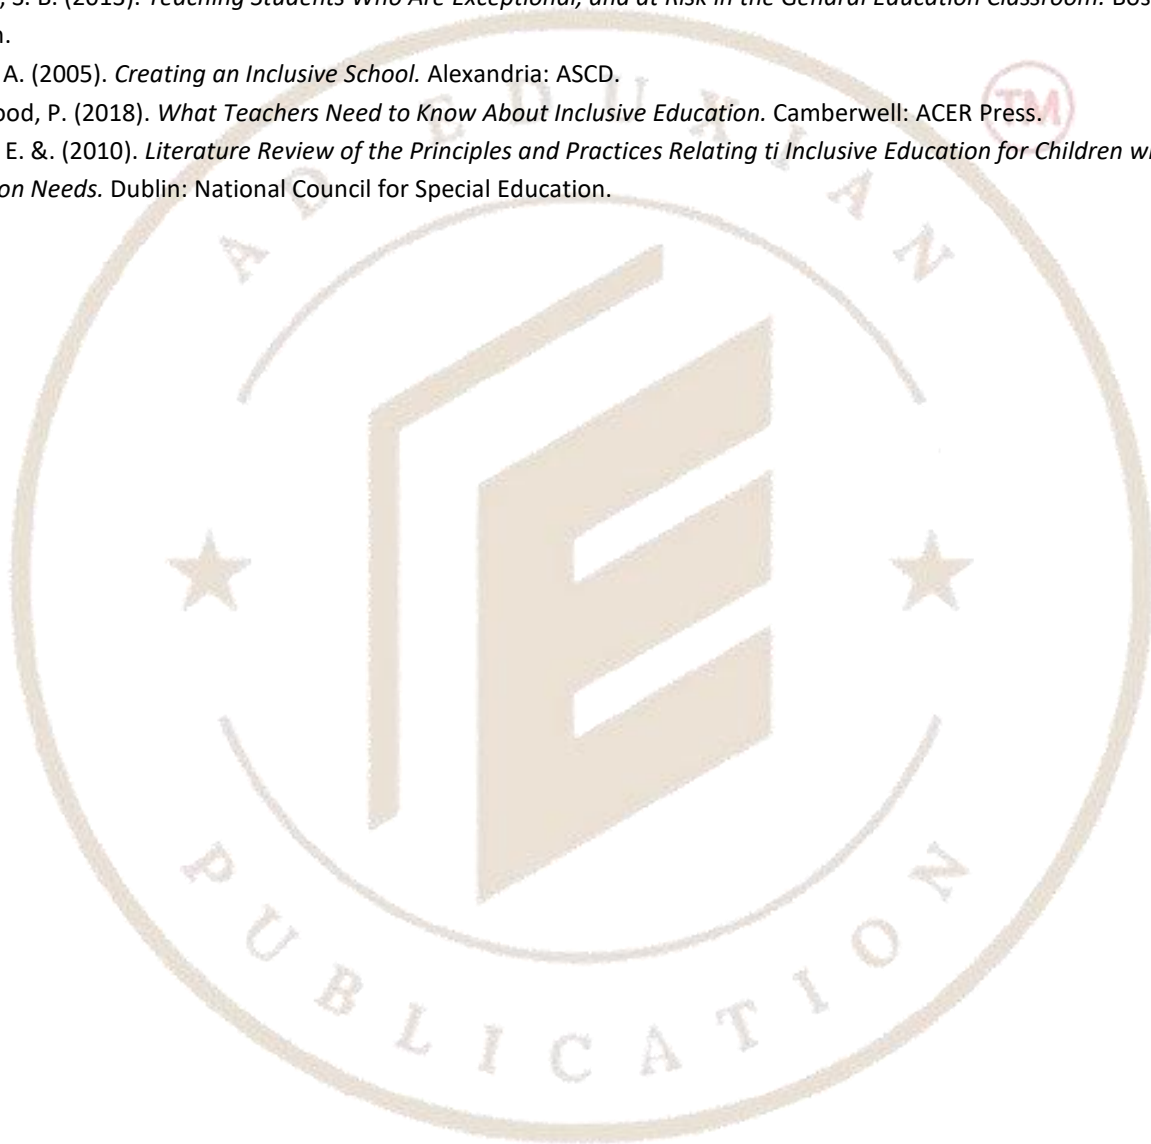 , S. B. (2013). Teaching Students Who Are Exceptional, and at Risk in the General Education Classroom. Bos
n.
A. (2005). Creating an Inclusive School. Alexandria: ASCD.
ood, P. (2018). What Teachers Need to Know About Inclusive Education. Camberwell: ACER Press.
E. &. (2010). Literature Review of the Principles and Practices Relating ti Inclusive Education for Children w
on Needs. Dublin: National Council for Special Education.
ADEDUXIAN
TM
PUBLICATION